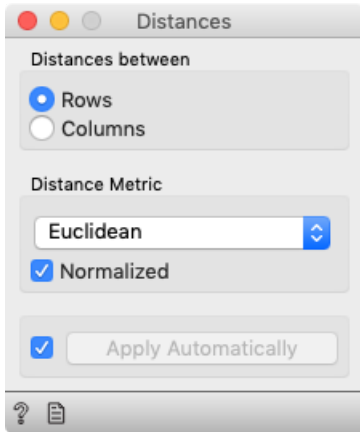 Distances
Distances between
Rows
Columns
Distance Metric
Euclidean
Normalized
Apply Automatically
?